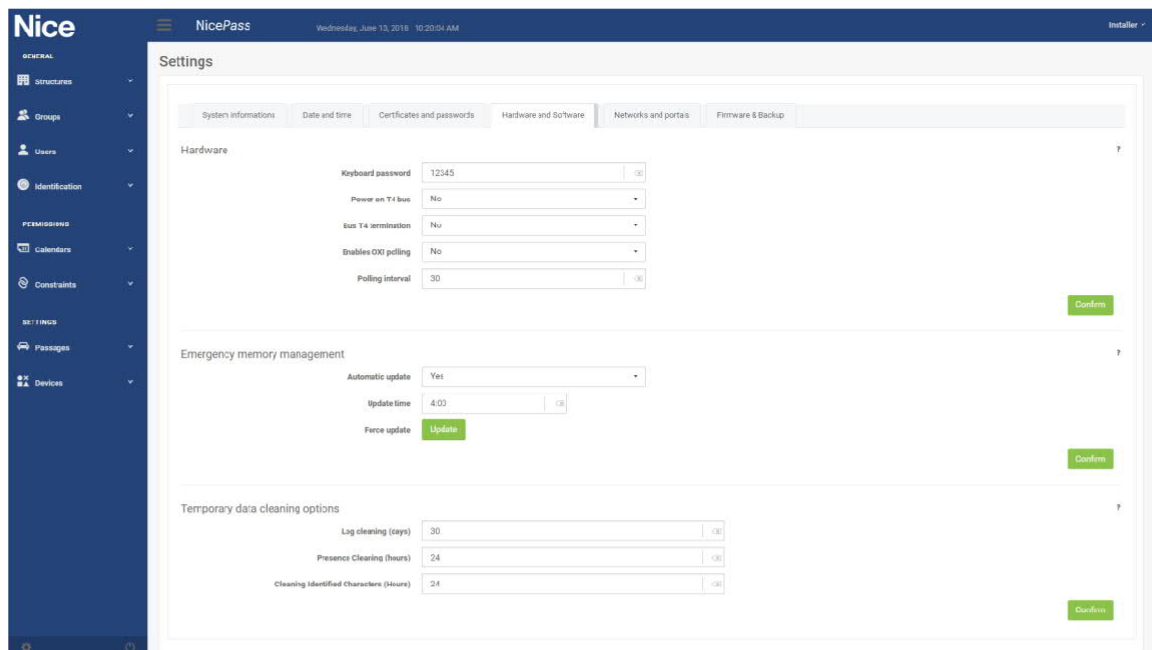 Nice
NicePass
Wednesday, June 13, 2018 10:20:04 AM
Installer
GENERAL
Structures
Groups
Users
Identification
PERMISSIONS
Calendars
Constraints
SETTINGS
Passages
Devices
Settings
System informations
Date and time
Certificates and passwords
Hardware and Software
Networks and portals
Firmware & Backup
Hardware
?
Keyboard password
12345
Power on T4 bus
No
Bus T4 termination
No
Enables OXI polling
No
Polling interval
30
Confirm
Emergency memory management
?
Automatic update
Yes
Update time
4:00
Force update
Update
Confirm
Temporary data cleaning options
?
Log cleaning (days)
30
Presence Clearing (hours)
24
Cleaning Identified Characters (Hours)
24
Confirm